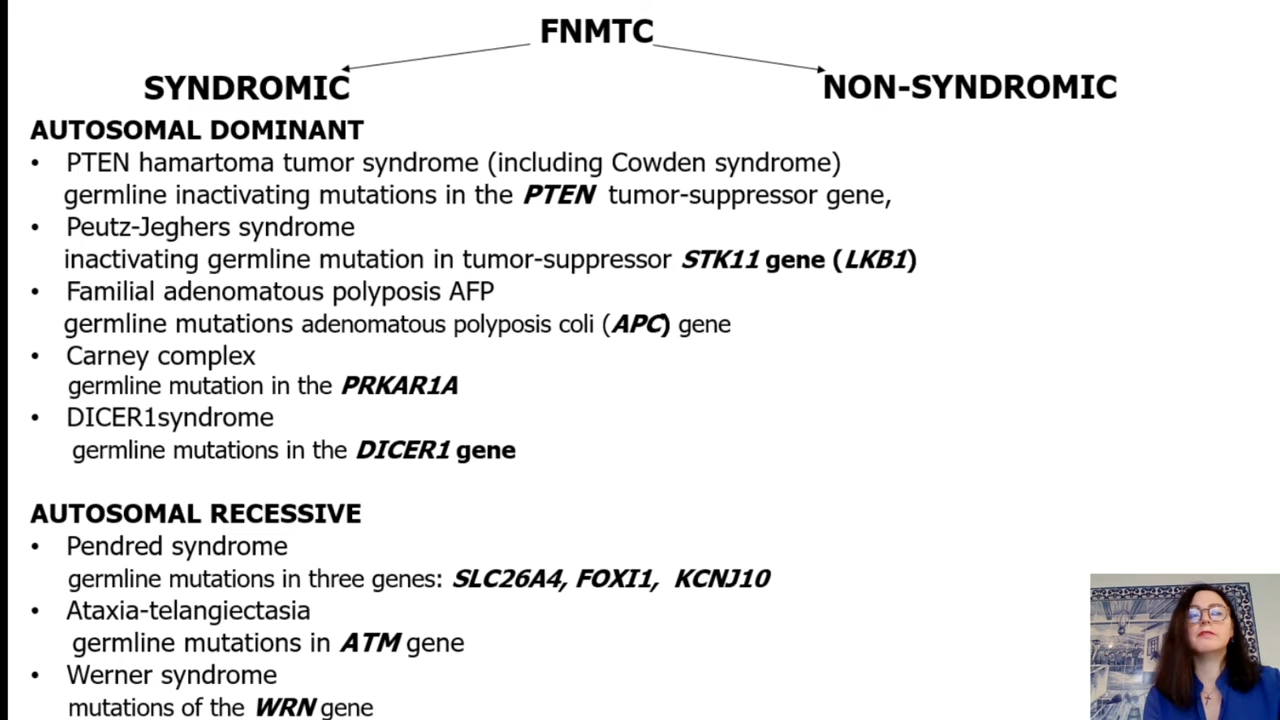 FNMTC
SYNDROMIC
NON-SYNDROMIC
AUTOSOMAL DOMINANT
• PTEN hamartoma tumor syndrome (including Cowden syndrome)
germline inactivating mutations in the PTEN tumor-suppressor gene,
• Peutz-Jeghers syndrome
inactivating germline mutation in tumor-suppressor STK11 gene (LKB1)
• Familial adenomatous polyposis AFP
germline mutations adenomatous polyposis coli (APC) gene
• Carney complex
germline mutation in the PRKAR1A
• DICER1syndrome
germline mutations in the DICER1 gene
AUTOSOMAL RECESSIVE
• Pendred syndrome
germline mutations in three genes: SLC26A4, FOXI1, KCNJ10
• Ataxia-telangiectasia
germline mutations in ATM gene
• Werner syndrome
mutations of the WRN gene